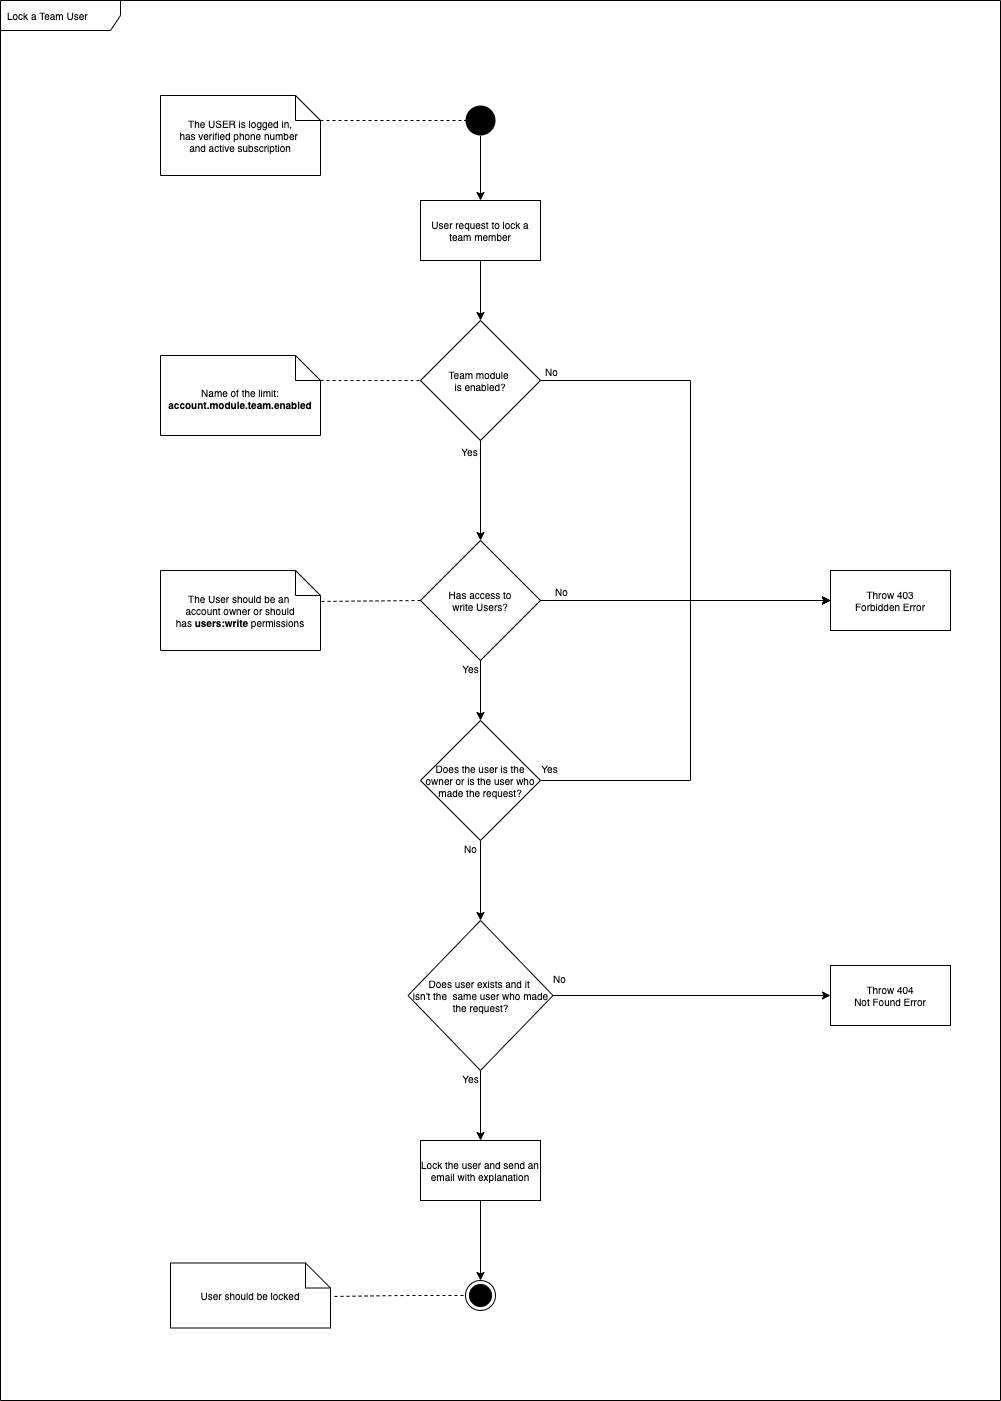 Lock a Team User
The USER is logged in,
has verified phone number
and active subscription
User request to lock a
team member
Team module
is enabled?
No
Name of the limit:
account.module.team.enabled
Yes
Has access to
write Users?
No
Throw 403
Forbidden Error
The User should be an
account owner or should
has users:write permissions
Yes
Does the user is the
owner or is the user who
made the request?
Yes
No
Does user exists and it
isn't the  same user who made
the request?
No
Throw 404
Not Found Error
Yes
Lock the user and send an
email with explanation
User should be locked